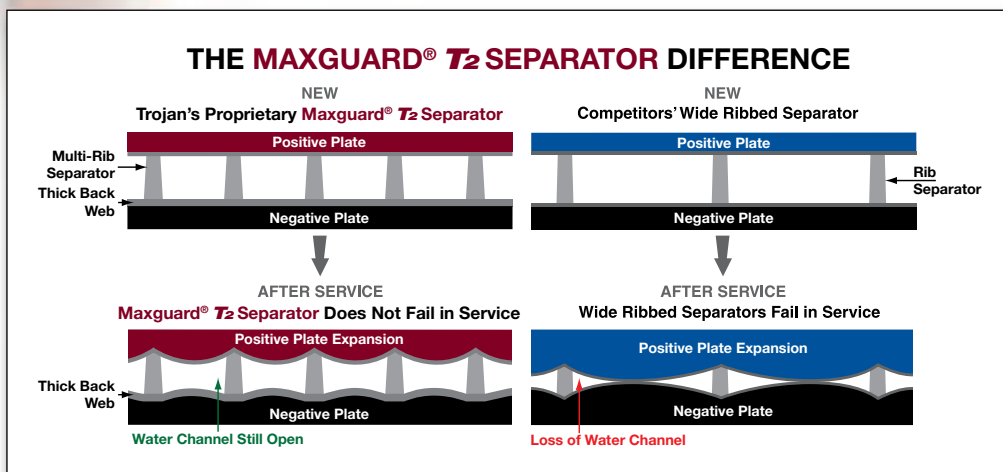 THE MAXGUARD® T2 SEPARATOR DIFFERENCE
NEW
Trojan's Proprietary Maxguard® T2 Separator
Positive Plate
Multi-Rib
Separator
Thick Back
Web
Negative Plate
AFTER SERVICE
Maxguard® T2 Separator Does Not Fail in Service
Positive Plate Expansion
Thick Back
Web
Negative Plate
Water Channel Still Open
NEW
Competitors' Wide Ribbed Separator
Positive Plate
Rib
Separator
Negative Plate
AFTER SERVICE
Wide Ribbed Separators Fail in Service
Positive Plate Expansion
Negative Plate
Loss of Water Channel